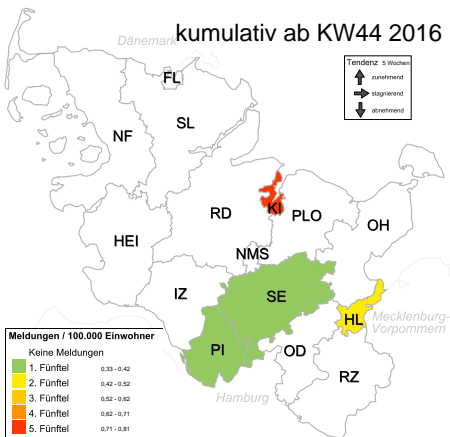 kumulativ ab KW44 2016
Dänemark
Tendenz 5 Wochen
zunehmend
stagnierend
abnehmend
FL
NF
SL
KI
RD
PLO
OH
HEI
NMS
IZ
SE
HL
Mecklenburg-
Vorpommern
PI
OD
RZ
Hamburg
Meldungen / 100.000 Einwohner
Keine Meldungen
1. Fünftel 0,33 - 0,42
2. Fünftel 0,42 - 0,52
3. Fünftel 0,52 - 0,62
4. Fünftel 0,62 - 0,71
5. Fünftel 0,71 - 0,81